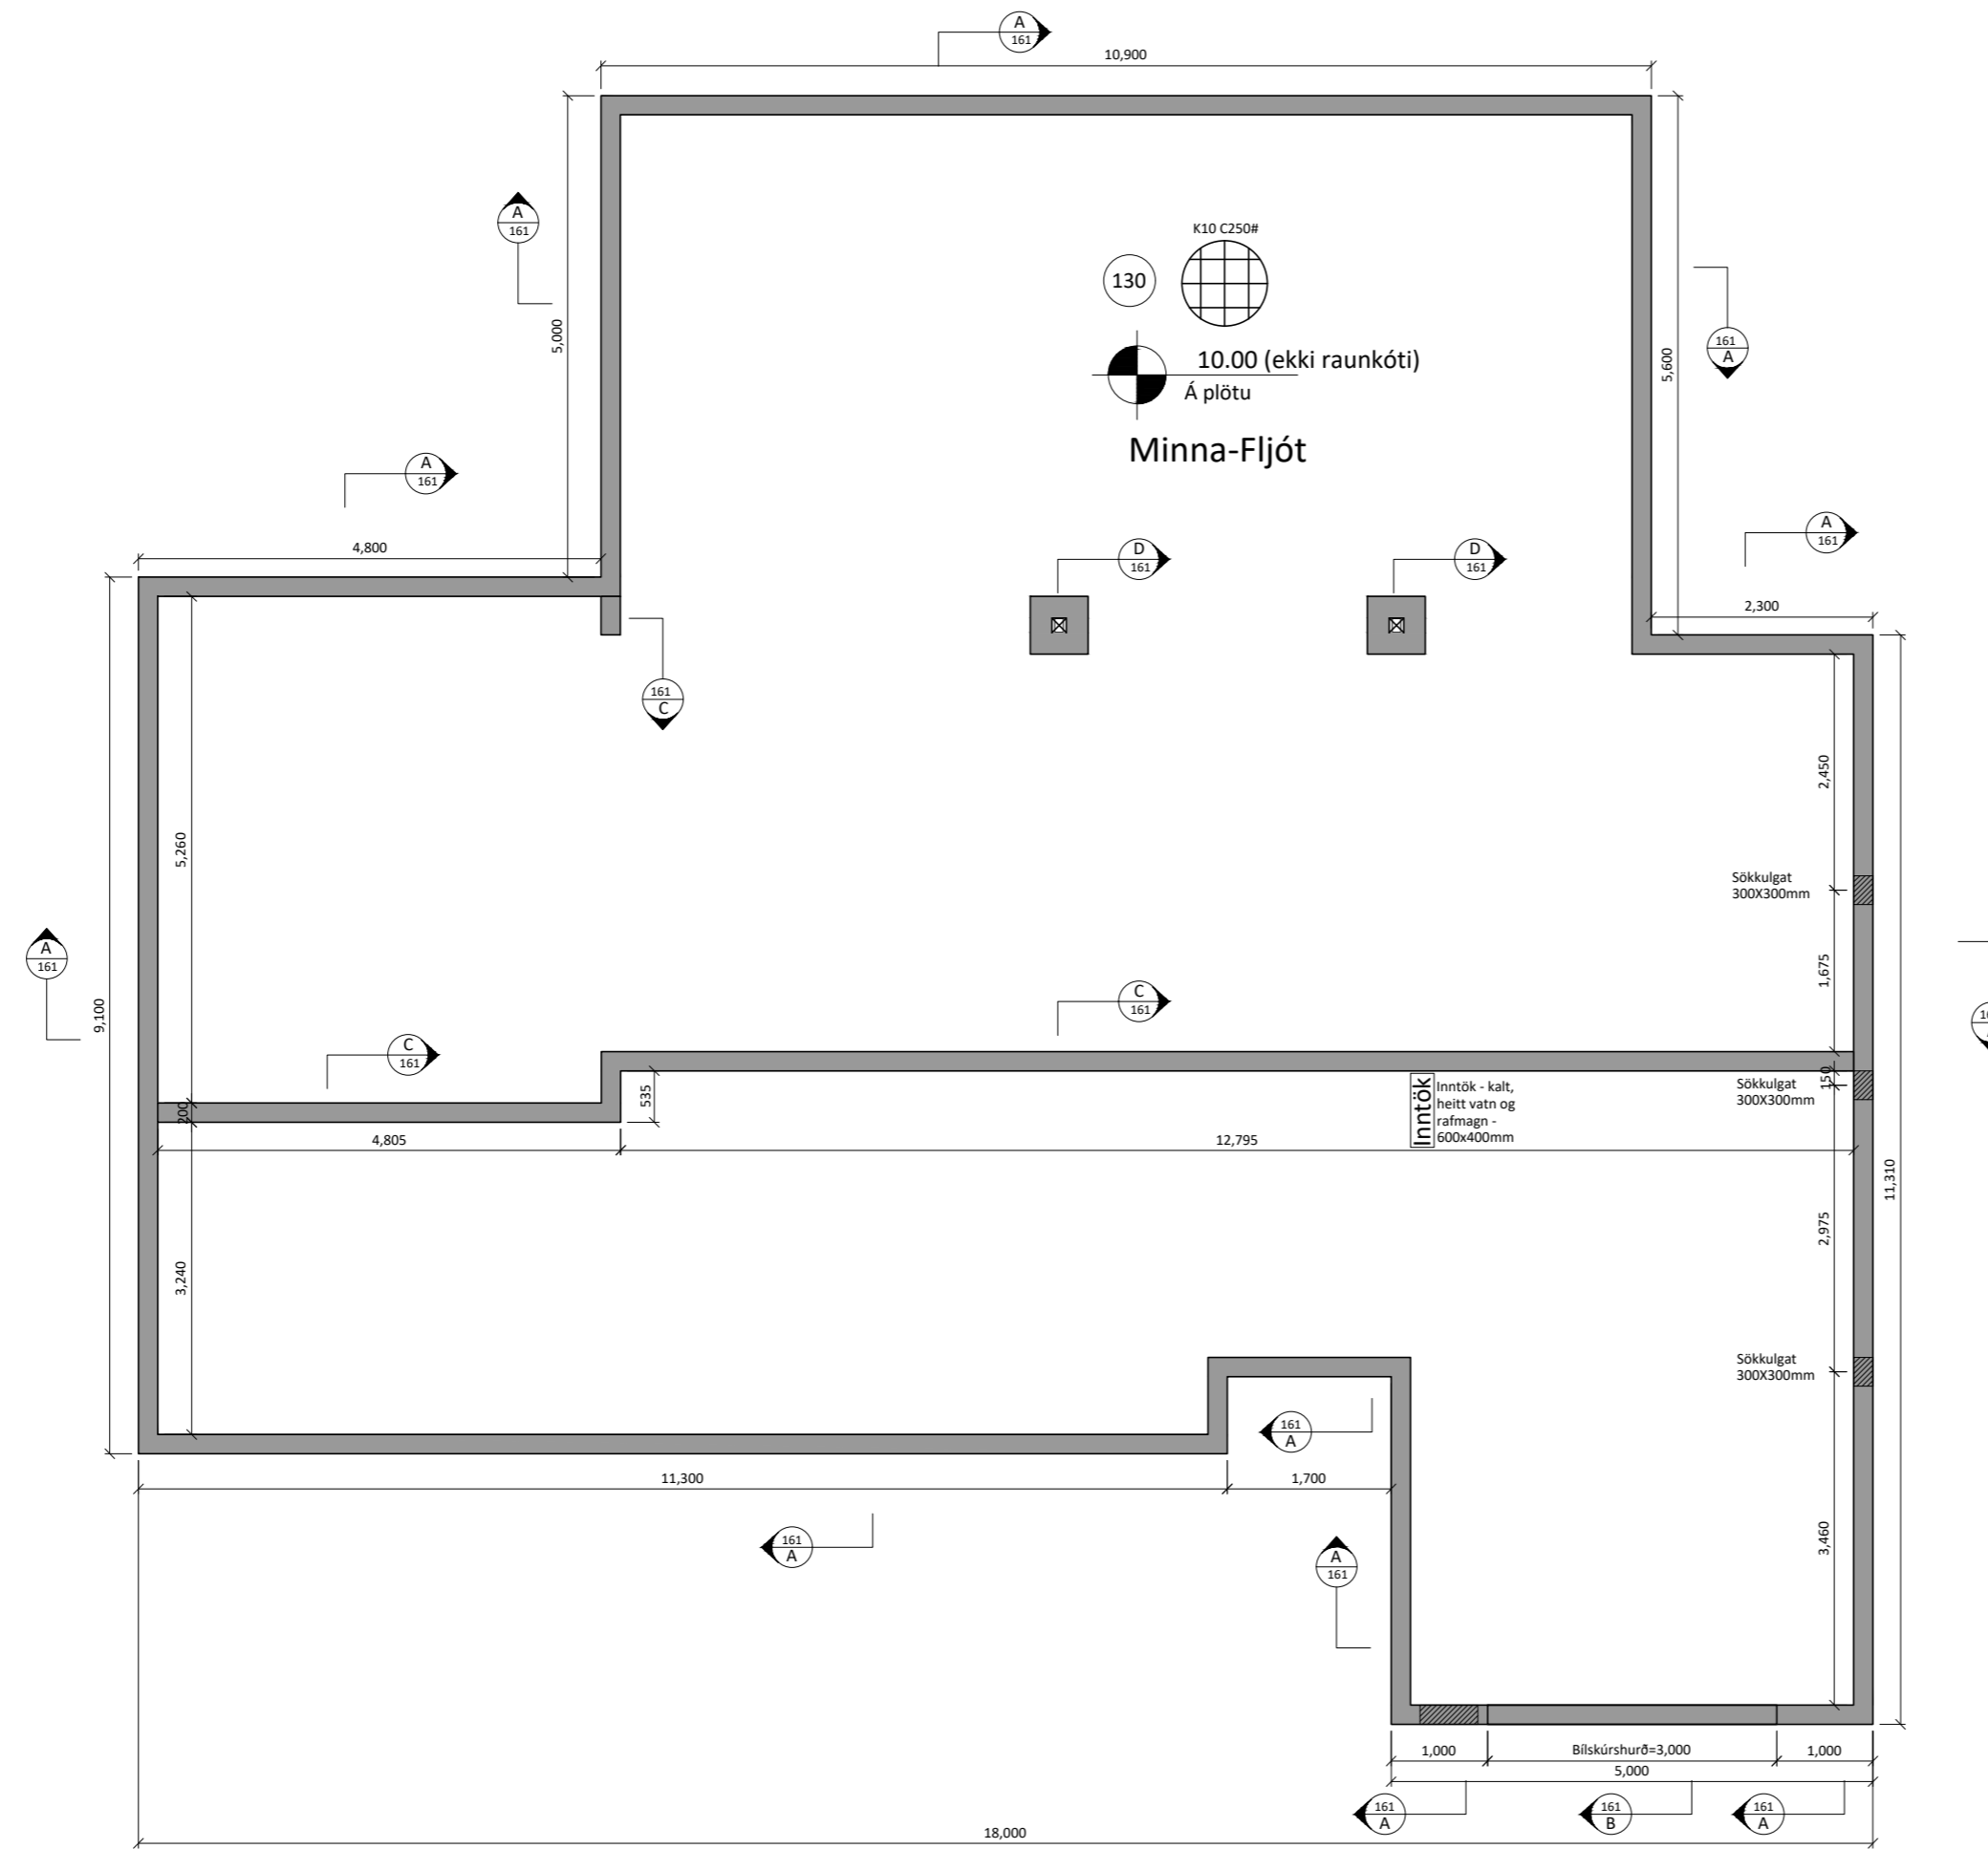 A
161
10,900
A
161
K10 C250#
130
5,000
10.00 (ekki raunkóti)
Á plötu
161
A
5,600
Minna-Fljót
A
161
A
161
4,800
D
161
D
161
2,300
161
C
2,450
5,260
Sökkulgat
300X300mm
A
161
9,100
1,675
C
161
C
161
535
200
Inntök
Inntök - kalt,
heitt vatn og
rafmagn -
600x400mm
Sökkulgat
300X300mm
150
4,805
12,795
11,310
2,975
3,240
Sökkulgat
300X300mm
161
A
11,300
1,700
161
A
A
161
3,460
1,000
Bílskúrshurð=3,000
1,000
5,000
161
A
161
B
161
A
18,000